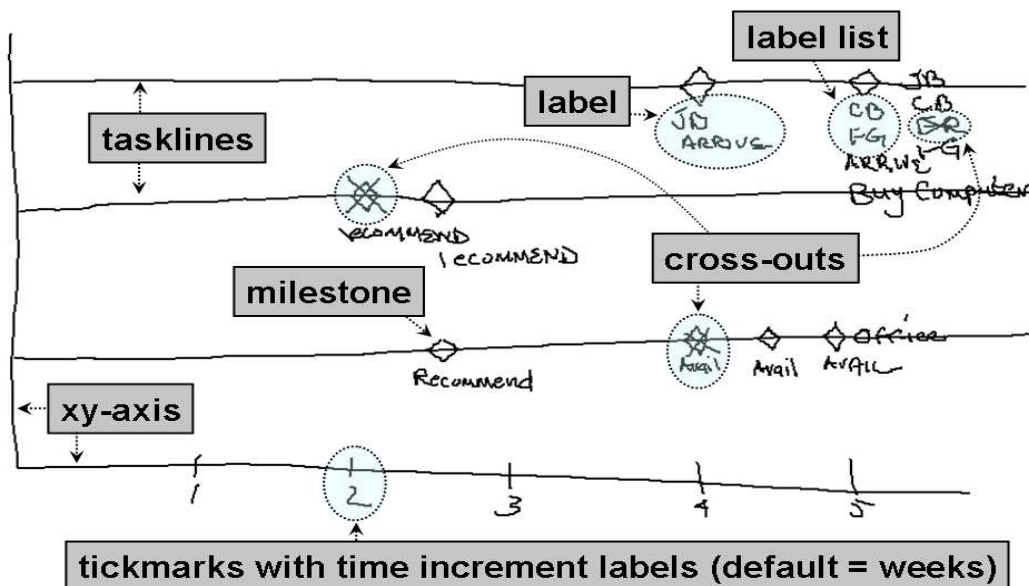 label list
label
JB
JB
ARRIVE
CB
FG
ARRIVE
CB
FG
tasklines
Buy Computer
recommend
recommend
cross-outs
milestone
Office
Recommend
Avail
Avail
AVAIL
xy-axis
1
2
3
4
5
tickmarks with time increment labels (default = weeks)